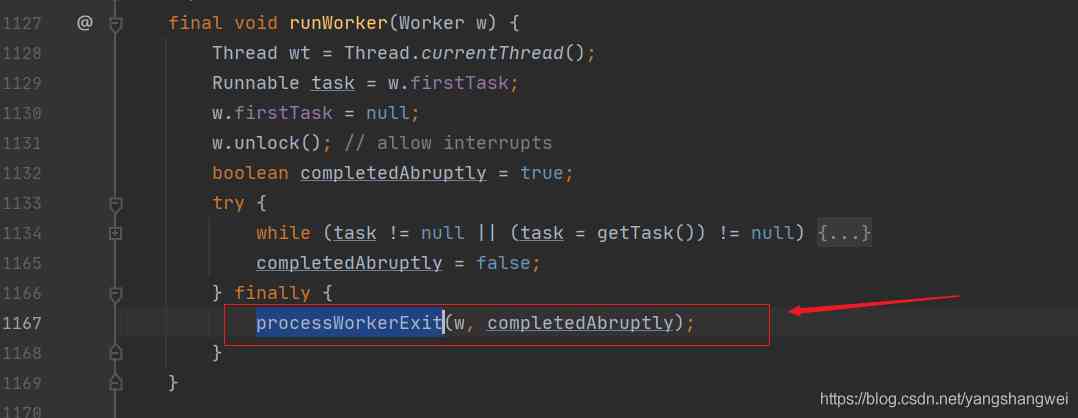 1127 @ final void runWorker(Worker w) {
1128 Thread wt = Thread.currentThread();
1129 Runnable task = w.firstTask;
1130 w.firstTask = null;
1131 w.unlock(); // allow interrupts
1132 boolean completedAbruptly = true;
1133 try {
1134 while (task != null || (task = getTask()) != null) {...}
1165 completedAbruptly = false;
1166 } finally {
1167 processWorkerExit(w, completedAbruptly);
1168 }
1169 }
1170
https://blog.csdn.net/yangshangwei